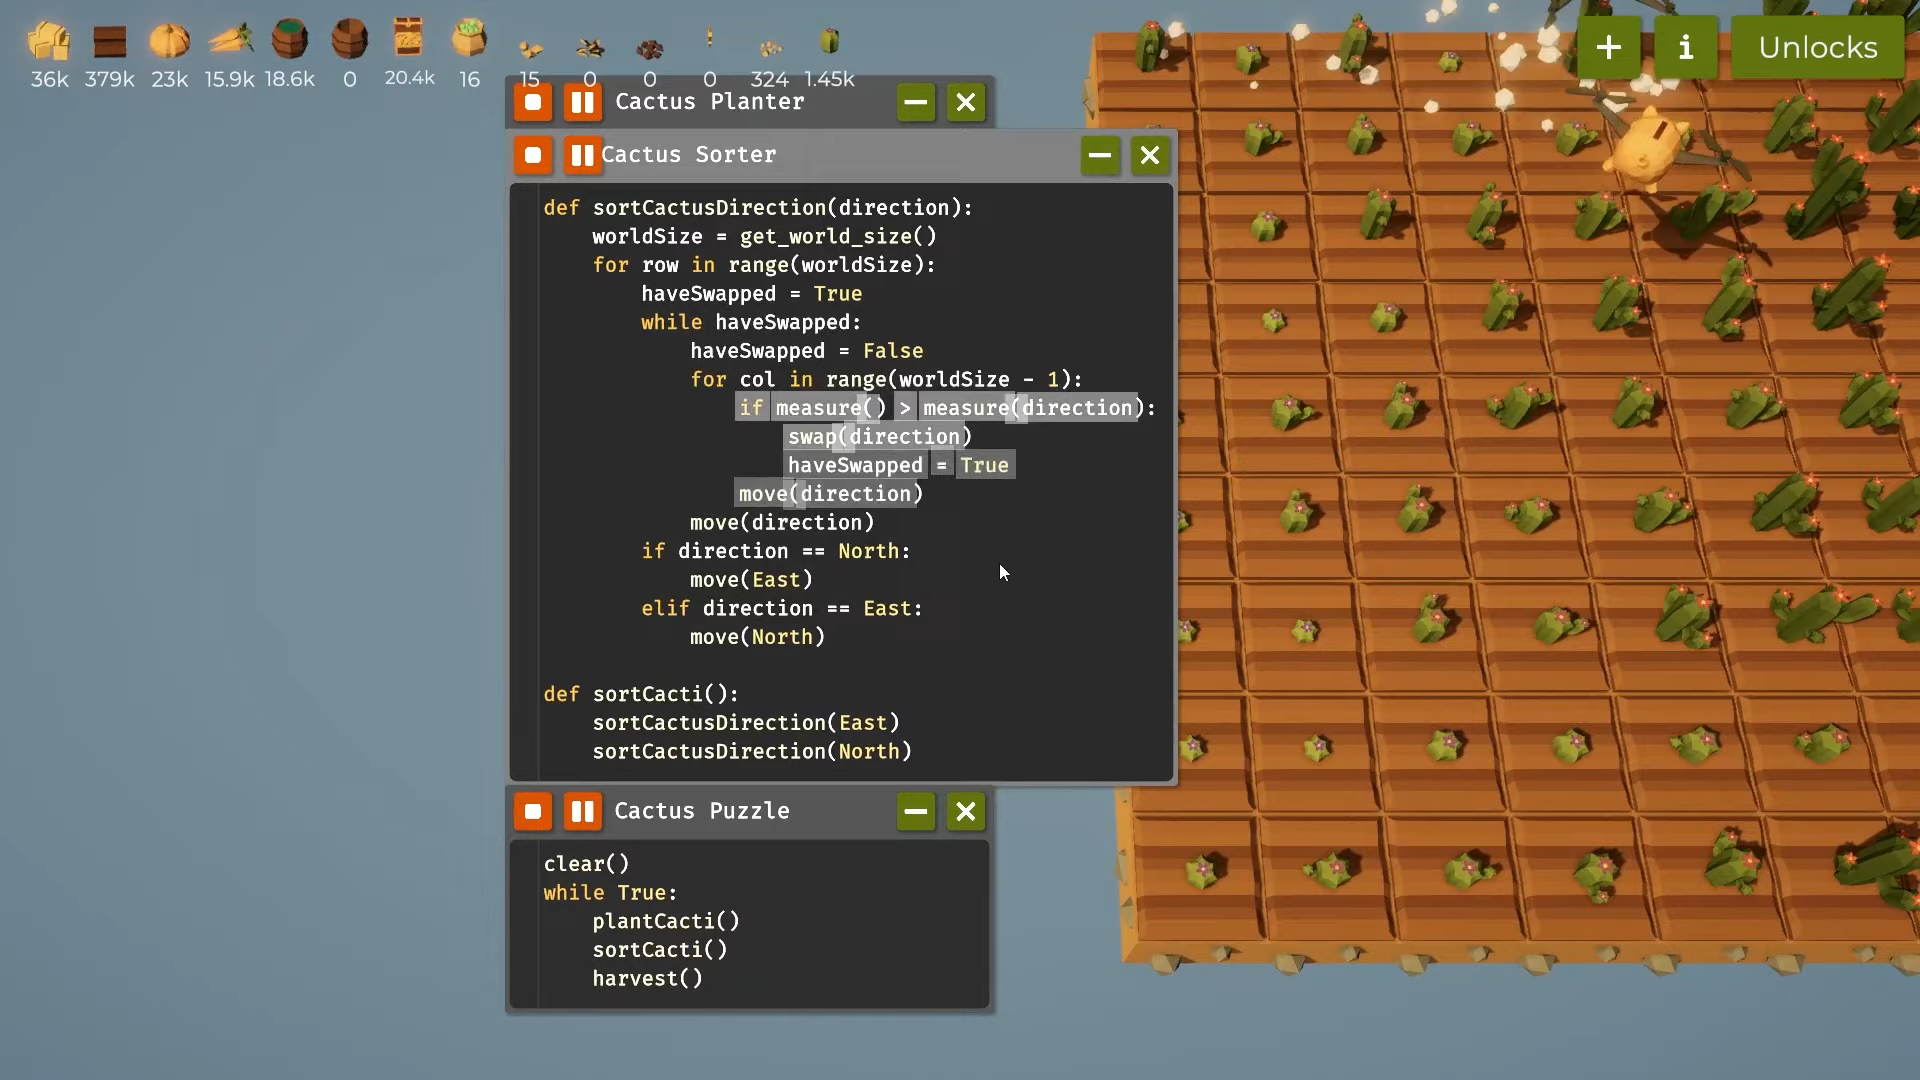 36k 379k 23k 15.9k 18.6k 0 20.4k 16 15 0 0 0 324 1.45k
+ i Unlocks
Cactus Planter
Cactus Sorter
def sortCactusDirection(direction):
    worldSize = get_world_size()
    for row in range(worldSize):
        haveSwapped = True
        while haveSwapped:
            haveSwapped = False
            for col in range(worldSize - 1):
                if measure() > measure(direction):
                    swap(direction)
                    haveSwapped = True
                move(direction)
            move(direction)
        if direction == North:
            move(East)
        elif direction == East:
            move(North)
def sortCacti():
    sortCactusDirection(East)
    sortCactusDirection(North)
Cactus Puzzle
clear()
while True:
    plantCacti()
    sortCacti()
    harvest()